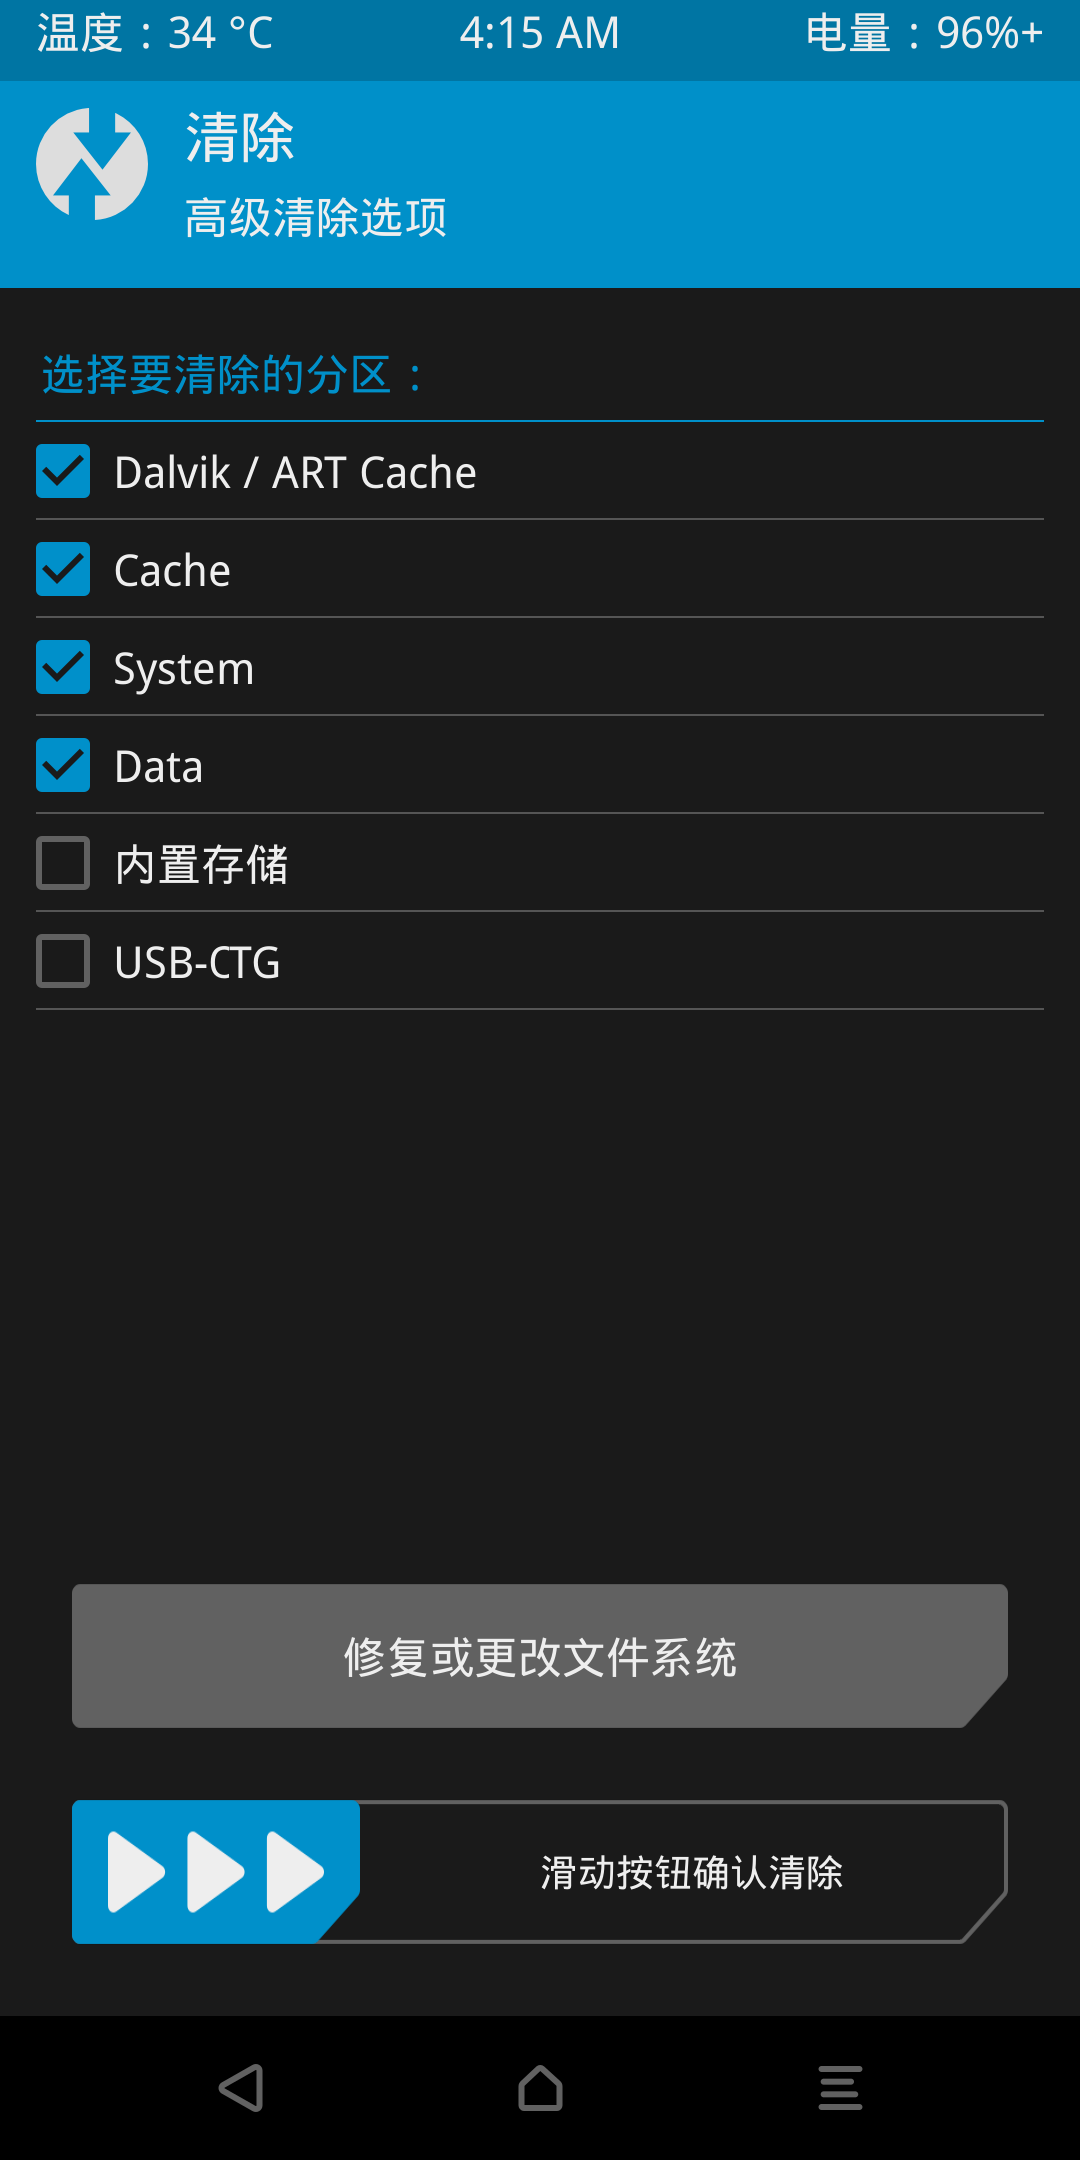 温度：34 °C 4:15 AM 电量：96%+
清除
高级清除选项
选择要清除的分区：
Dalvik / ART Cache
Cache
System
Data
内置存储
USB-CTG
修复或更改文件系统
滑动按钮确认清除